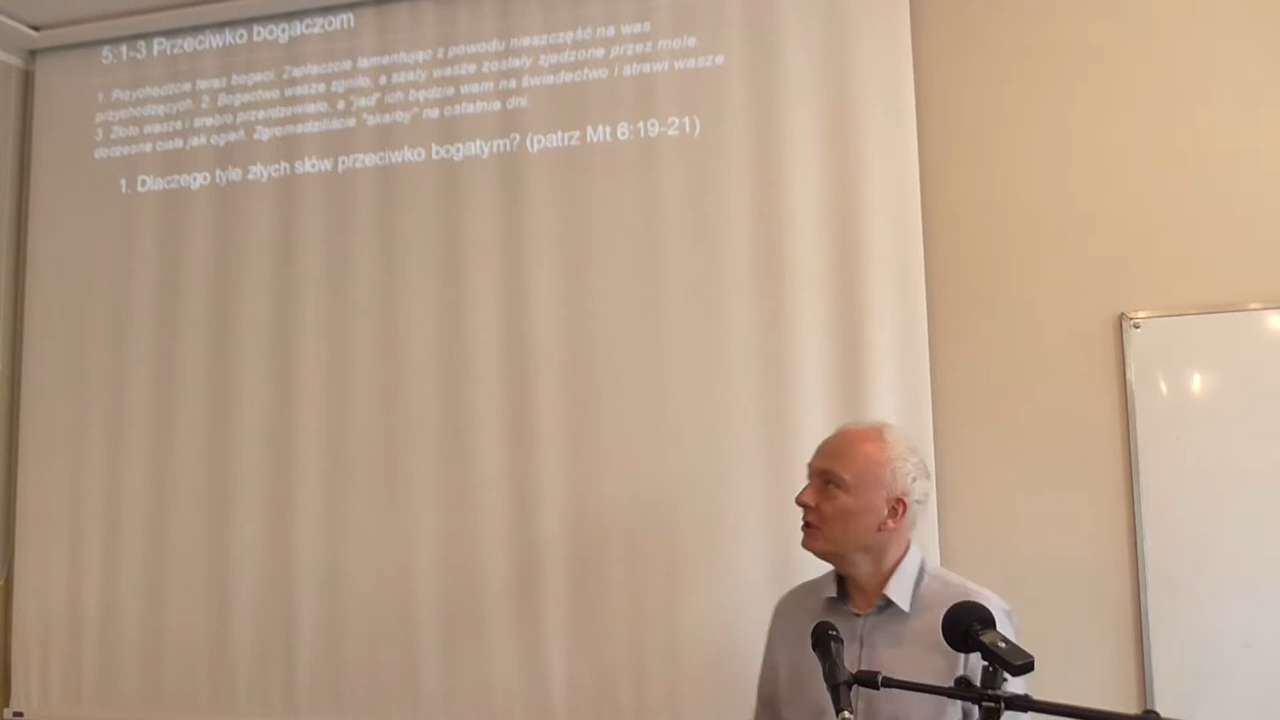 5:1-3 Przeciwko bogaczom
1. Przychodźcie teraz bogaci. Zapłaczcie lamentując z powodu nieszczęść na was
przychodzących. 2. Bogactwo wasze zgniło, a szaty wasze zostały zjedzone przez mole.
3. Złoto wasze i srebro przerdzewiało, a "jad" ich będzie wam na świadectwo i strawi wasze
doczesne ciała jak ogień. Zgromadziliście "skarby" na ostatnie dni.
1. Dlaczego tyle złych słów przeciwko bogatym? (patrz Mt 6:19-21)